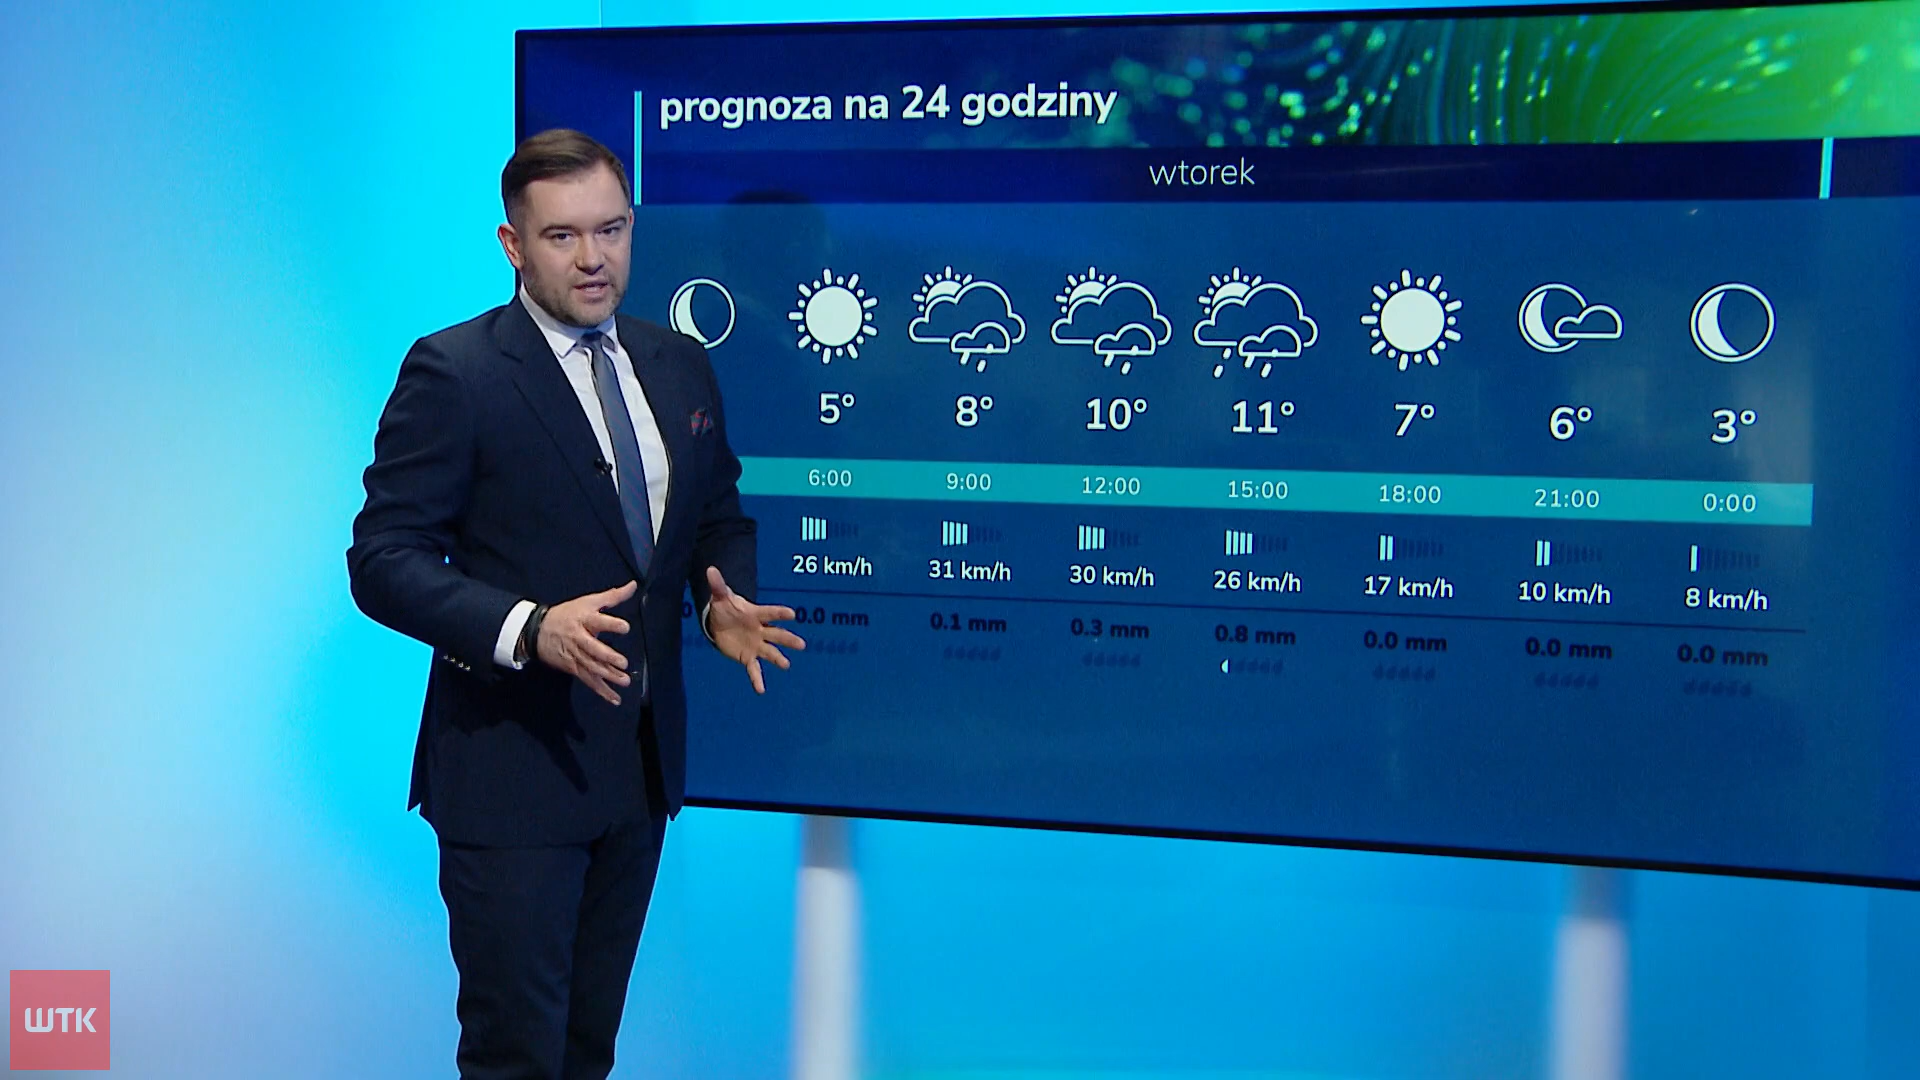 prognoza na 24 godziny
wtorek
5° 8° 10° 11° 7° 6° 3°
6:00 9:00 12:00 15:00 18:00 21:00 0:00
26 km/h 31 km/h 30 km/h 26 km/h 17 km/h 10 km/h 8 km/h
0.0 mm 0.1 mm 0.3 mm 0.8 mm 0.0 mm 0.0 mm 0.0 mm
WTK